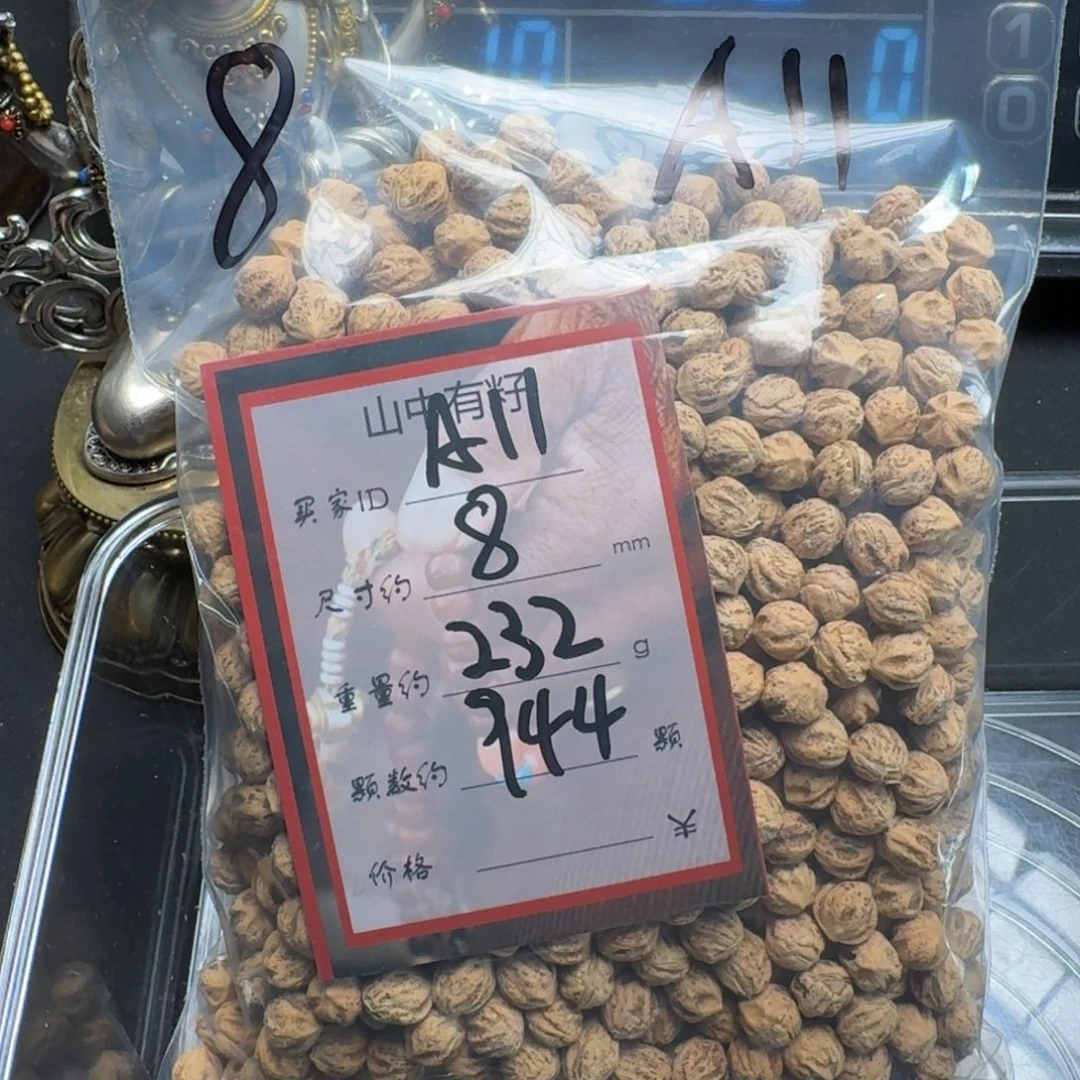 8 A11
山中有籽
买家ID A11
尺寸约 8 mm
重量约 232 g
颗数约 944 颗
价格
10 0
1
0